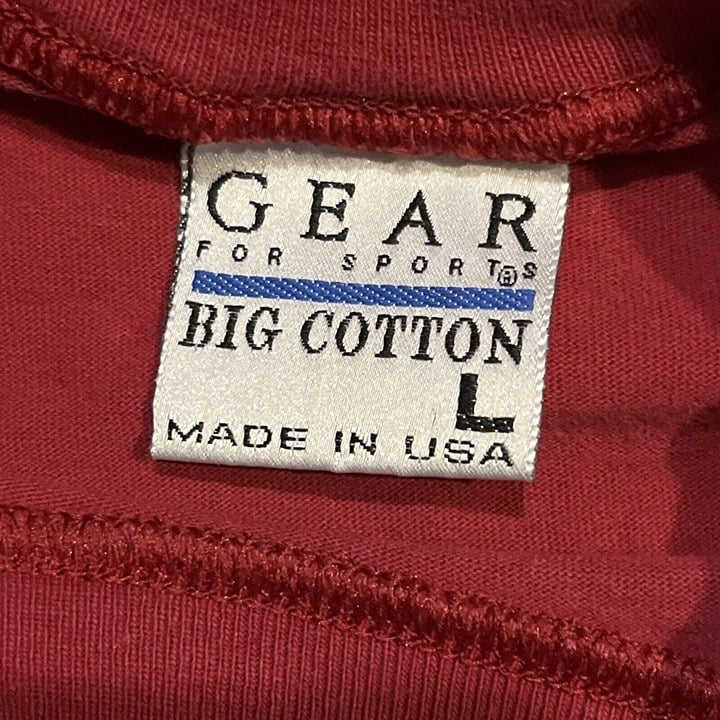 GEAR
FOR SPORTS®
BIG COTTON
L
MADE IN USA